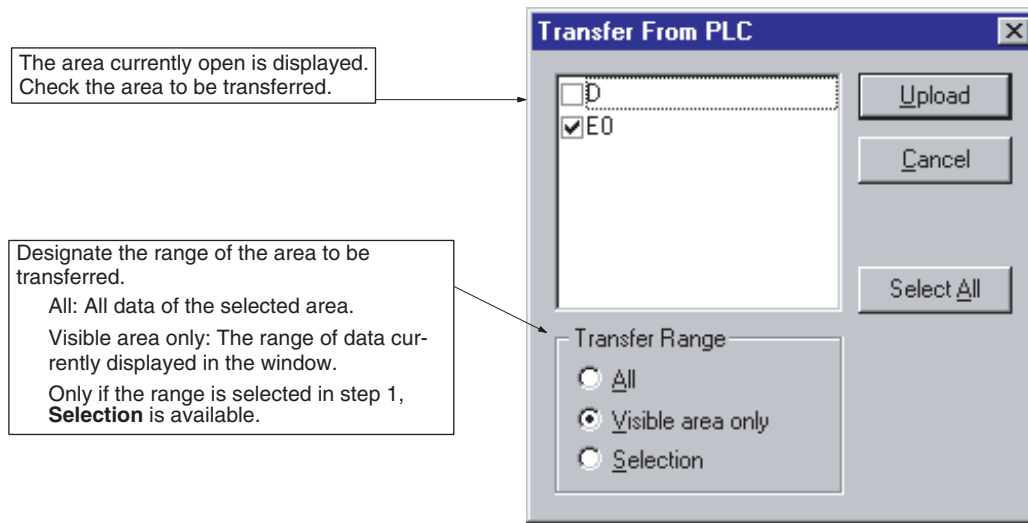 The area currently open is displayed.
Check the area to be transferred.
Designate the range of the area to be
transferred.
All: All data of the selected area.
Visible area only: The range of data cur-
rently displayed in the window.
Only if the range is selected in step 1,
Selection is available.
Transfer From PLC
D
E0
Upload
Cancel
Select All
Transfer Range
All
Visible area only
Selection